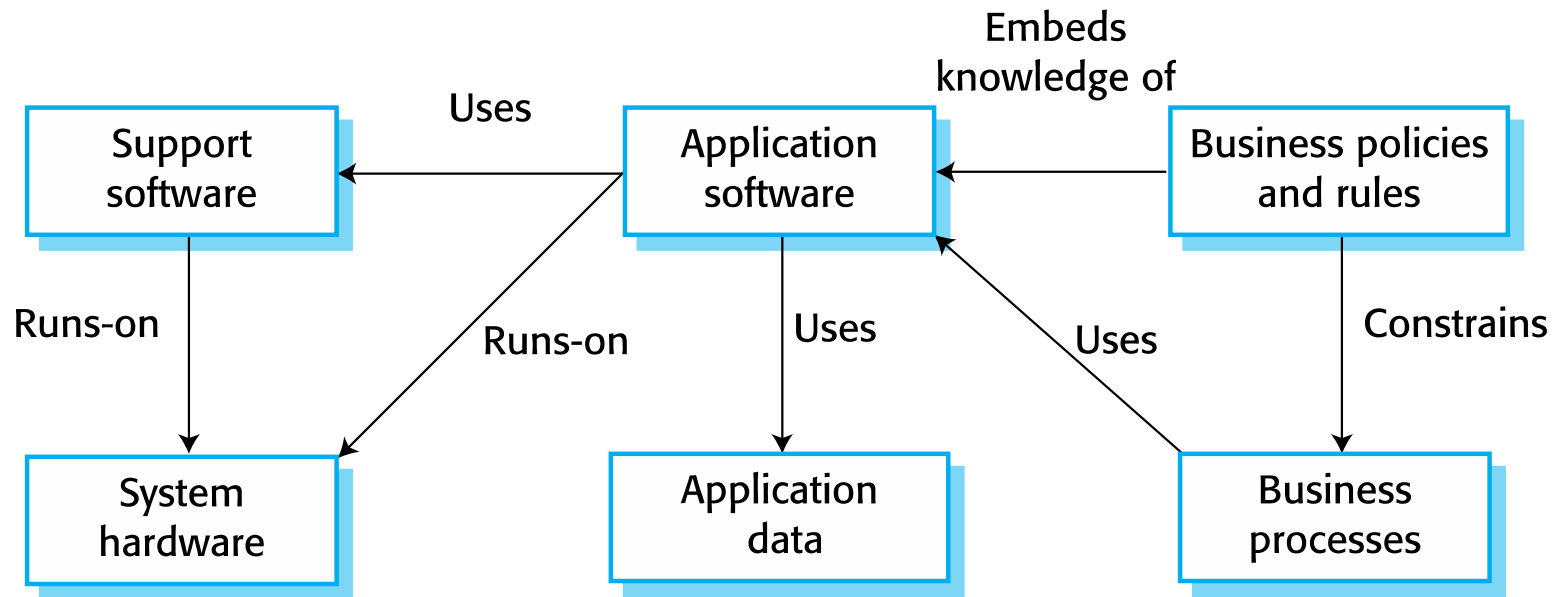 Embeds
knowledge of
Uses
Support
software
Application
software
Business policies
and rules
Runs-on
Runs-on
Uses
Uses
Constrains
System
hardware
Application
data
Business
processes